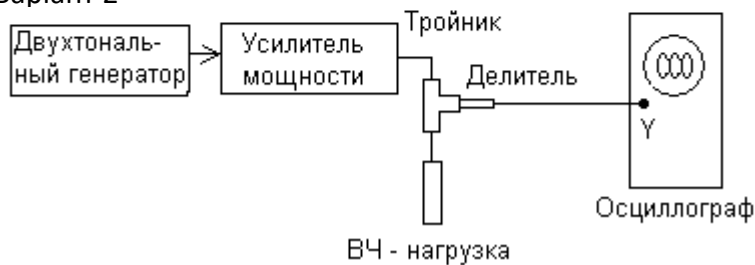 Вариант 2
Двухтональ-
ный генератор
Усилитель
мощности
Тройник
Делитель
Y
Осциллограф
ВЧ - нагрузка